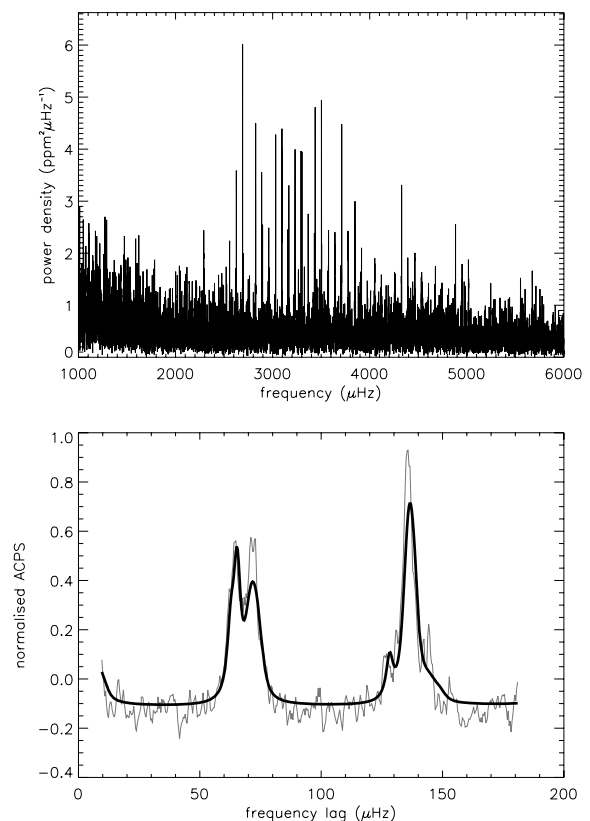 6
5
4
3
2
1
0
power density (ppm²μHz⁻¹)
1000 2000 3000 4000 5000 6000
frequency (μHz)
1.0
0.8
0.6
0.4
0.2
0.0
−0.2
−0.4
normalised ACPS
0 50 100 150 200
frequency lag (μHz)